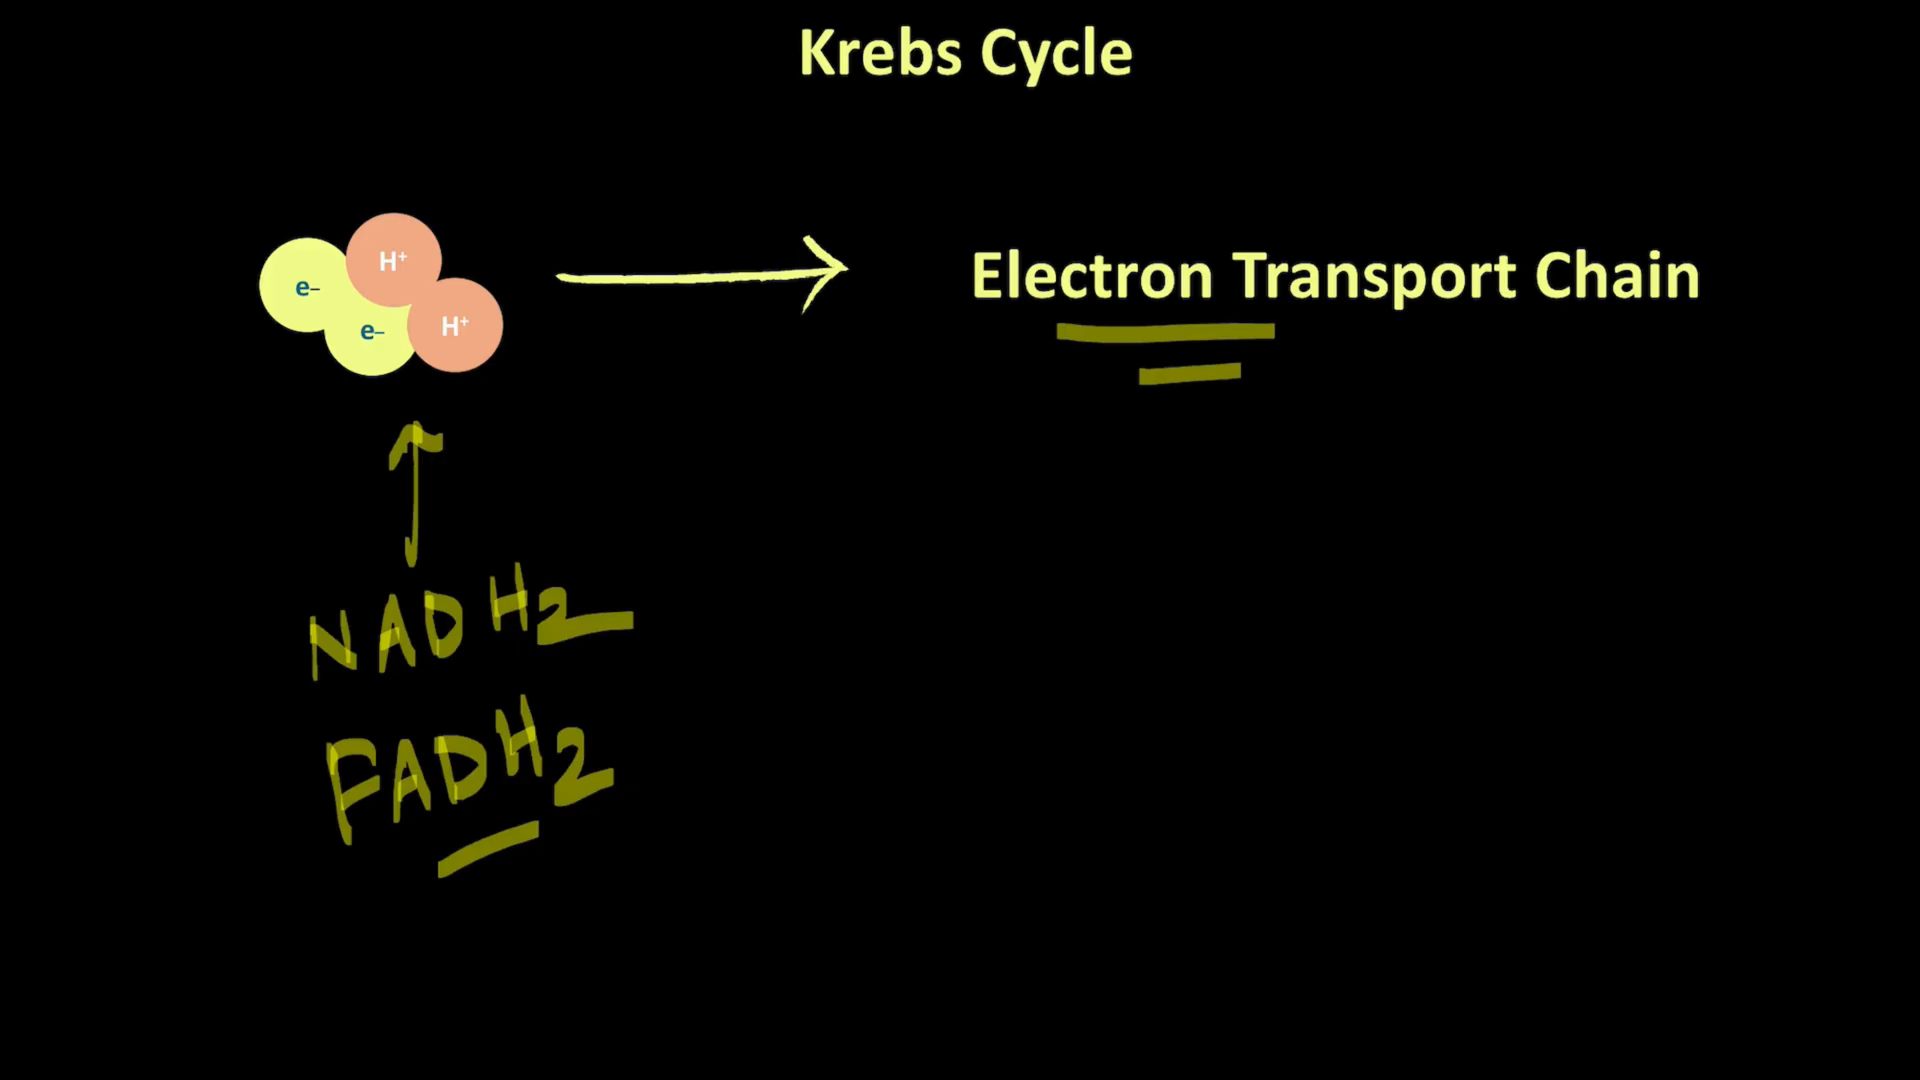 Krebs Cycle
H⁺
e–
e–
H⁺
Electron Transport Chain
NADH2
FADH2